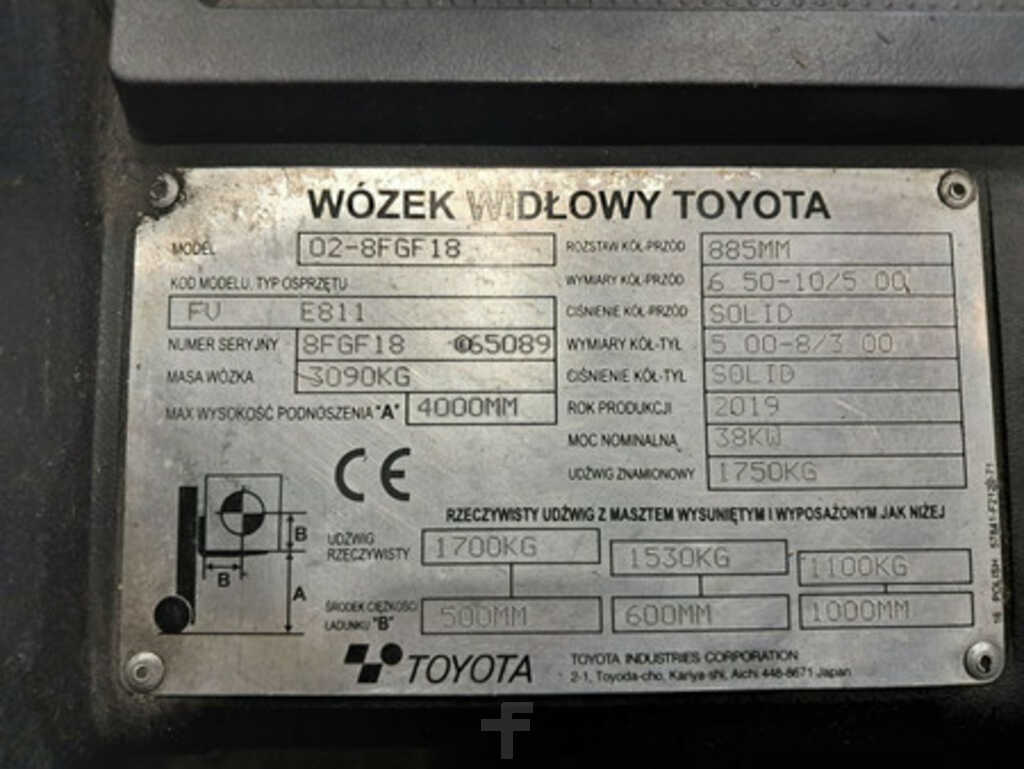 WÓZEK WIDŁOWY TOYOTA
MODEL 02-8FGF18
KOD MODELU, TYP OSPRZĘTU
FV E811
NUMER SERYJNY 8FGF18 65089
MASA WÓZKA 3090KG
MAX WYSOKOŚĆ PODNOSZENIA "A" 4000MM
ROZSTAW KÓŁ-PRZÓD 885MM
WYMIARY KÓŁ-PRZÓD 6 50-10/5 00
CIŚNIENIE KÓŁ-PRZÓD SOLID
WYMIARY KÓŁ-TYŁ 5 00-8/3 00
CIŚNIENIE KÓŁ-TYŁ SOLID
ROK PRODUKCJI 2019
MOC NOMINALNA 38KW
UDŹWIG ZNAMIONOWY 1750KG
CE
RZECZYWISTY UDŹWIG Z MASZTEM WYSUNIĘTYM I WYPOSAŻONYM JAK NIŻEJ
UDŹWIG
RZECZYWISTY 1700KG 1530KG 1100KG
ŚRODEK CIĘŻKOŚCI
ŁADUNKU "B" 500MM 600MM 1000MM
B
B
A
TOYOTA
TOYOTA INDUSTRIES CORPORATION
2-1, Toyoda-cho, Kariya-shi, Aichi 448-8671 Japan
16 POLISH